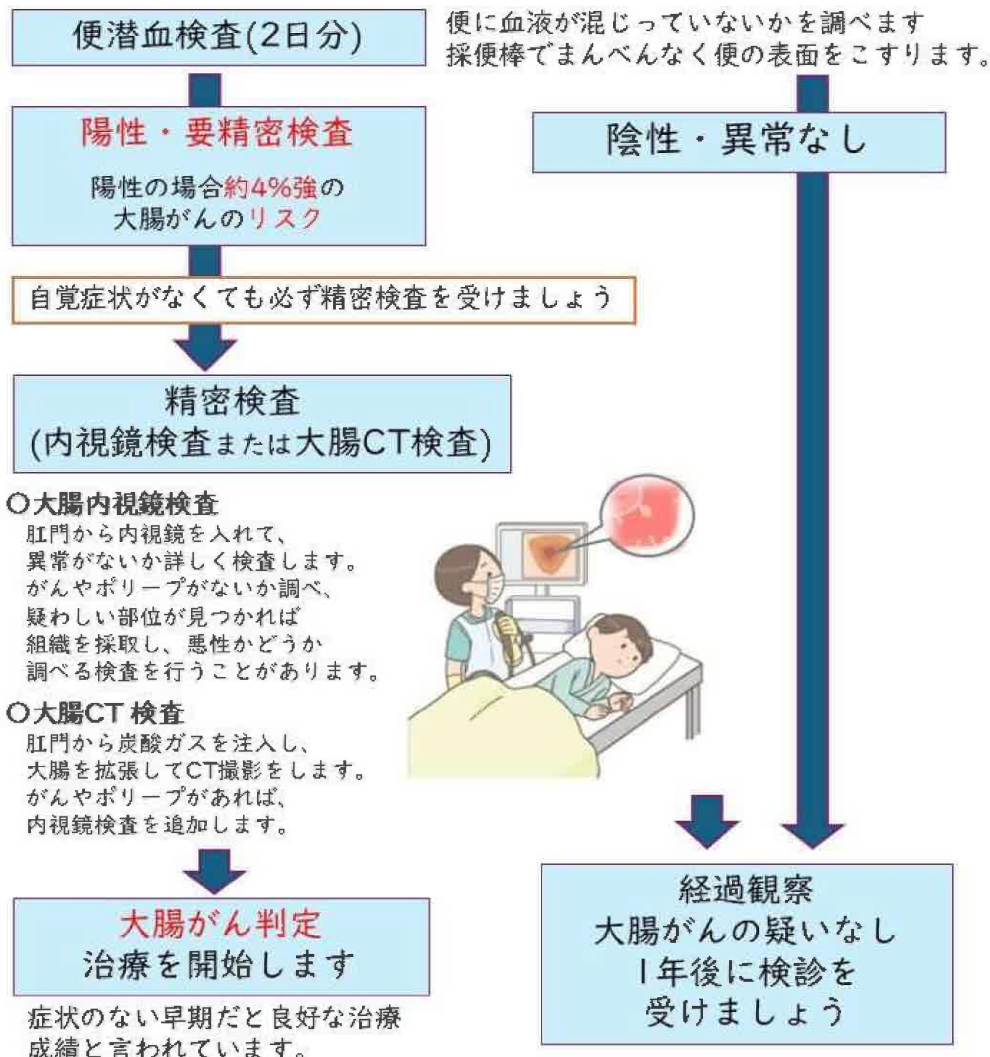 便潜血検査(2日分)
便に血液が混じっていないかを調べます
採便棒でまんべんなく便の表面をこすります。
陽性・要精密検査
陽性の場合約4%強の
大腸がんのリスク
陰性・異常なし
自覚症状がなくても必ず精密検査を受けましょう
精密検査
(内視鏡検査または大腸CT検査)
○大腸内視鏡検査
肛門から内視鏡を入れて、
異常がないか詳しく検査します。
がんやポリープがないか調べ、
疑わしい部位が見つかれば
組織を採取し、悪性かどうか
調べる検査を行うことがあります。
○大腸CT 検査
肛門から炭酸ガスを注入し、
大腸を拡張してCT撮影をします。
がんやポリープがあれば、
内視鏡検査を追加します。
大腸がん判定
治療を開始します
症状のない早期だと良好な治療
成績と言われています。
経過観察
大腸がんの疑いなし
1年後に検診を
受けましょう